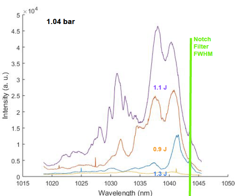 ×10⁴
1.04 bar
Notch
Filter
FWHM
5
4.5
4
3.5
3
2.5
2
1.5
1
0.5
0
Intensity (a. u.)
1.1 J
0.9 J
1.3 J
1015 1020 1025 1030 1035 1040 1045 1050
Wavelength (nm)